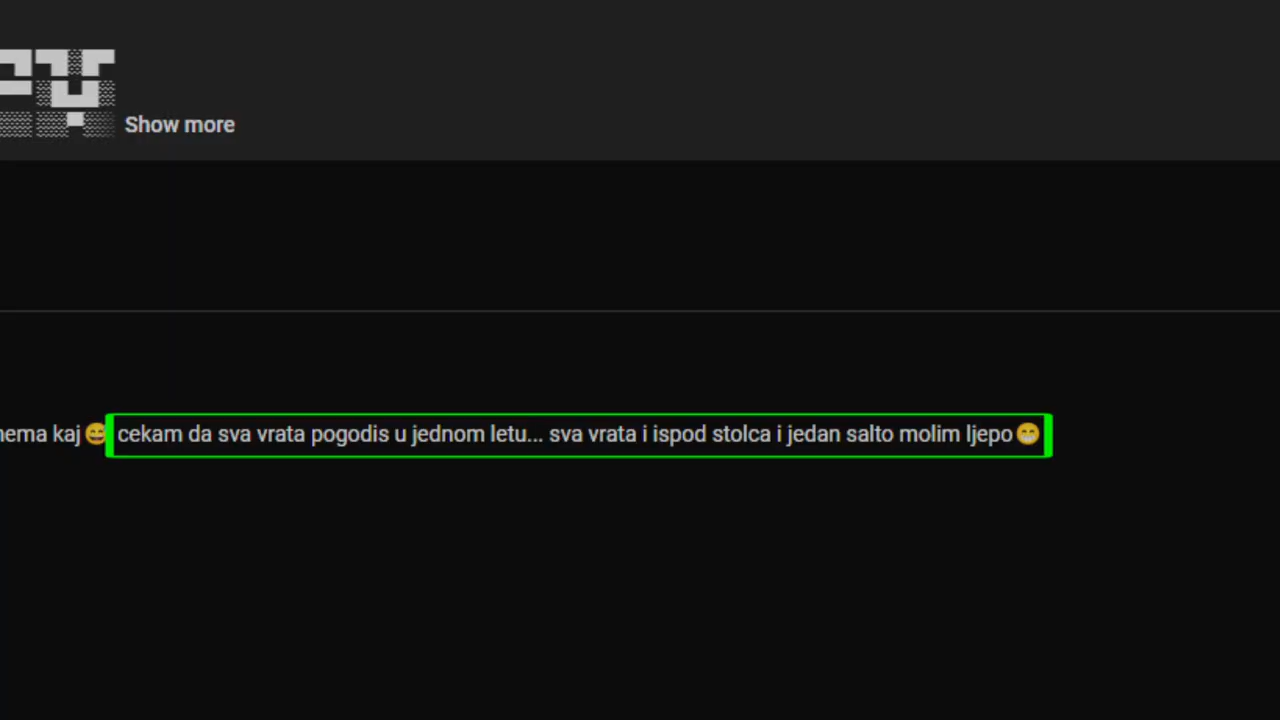 Show more
nema kaj😅 cekam da sva vrata pogodis u jednom letu... sva vrata i ispod stolca i jedan salto molim ljepo😁